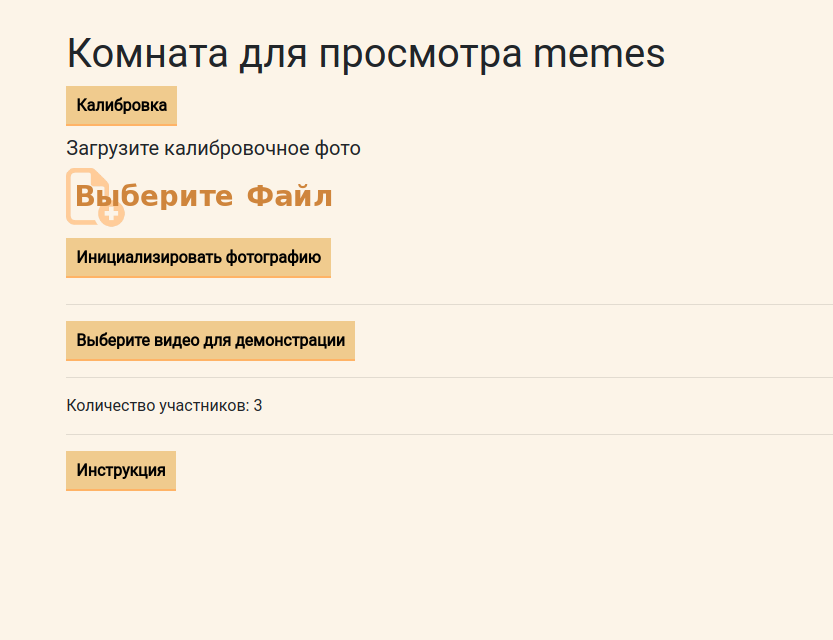 Комната для просмотра memes
Калибровка
Загрузите калибровочное фото
Выберите Файл
Инициализировать фотографию
Выберите видео для демонстрации
Количество участников: 3
Инструкция